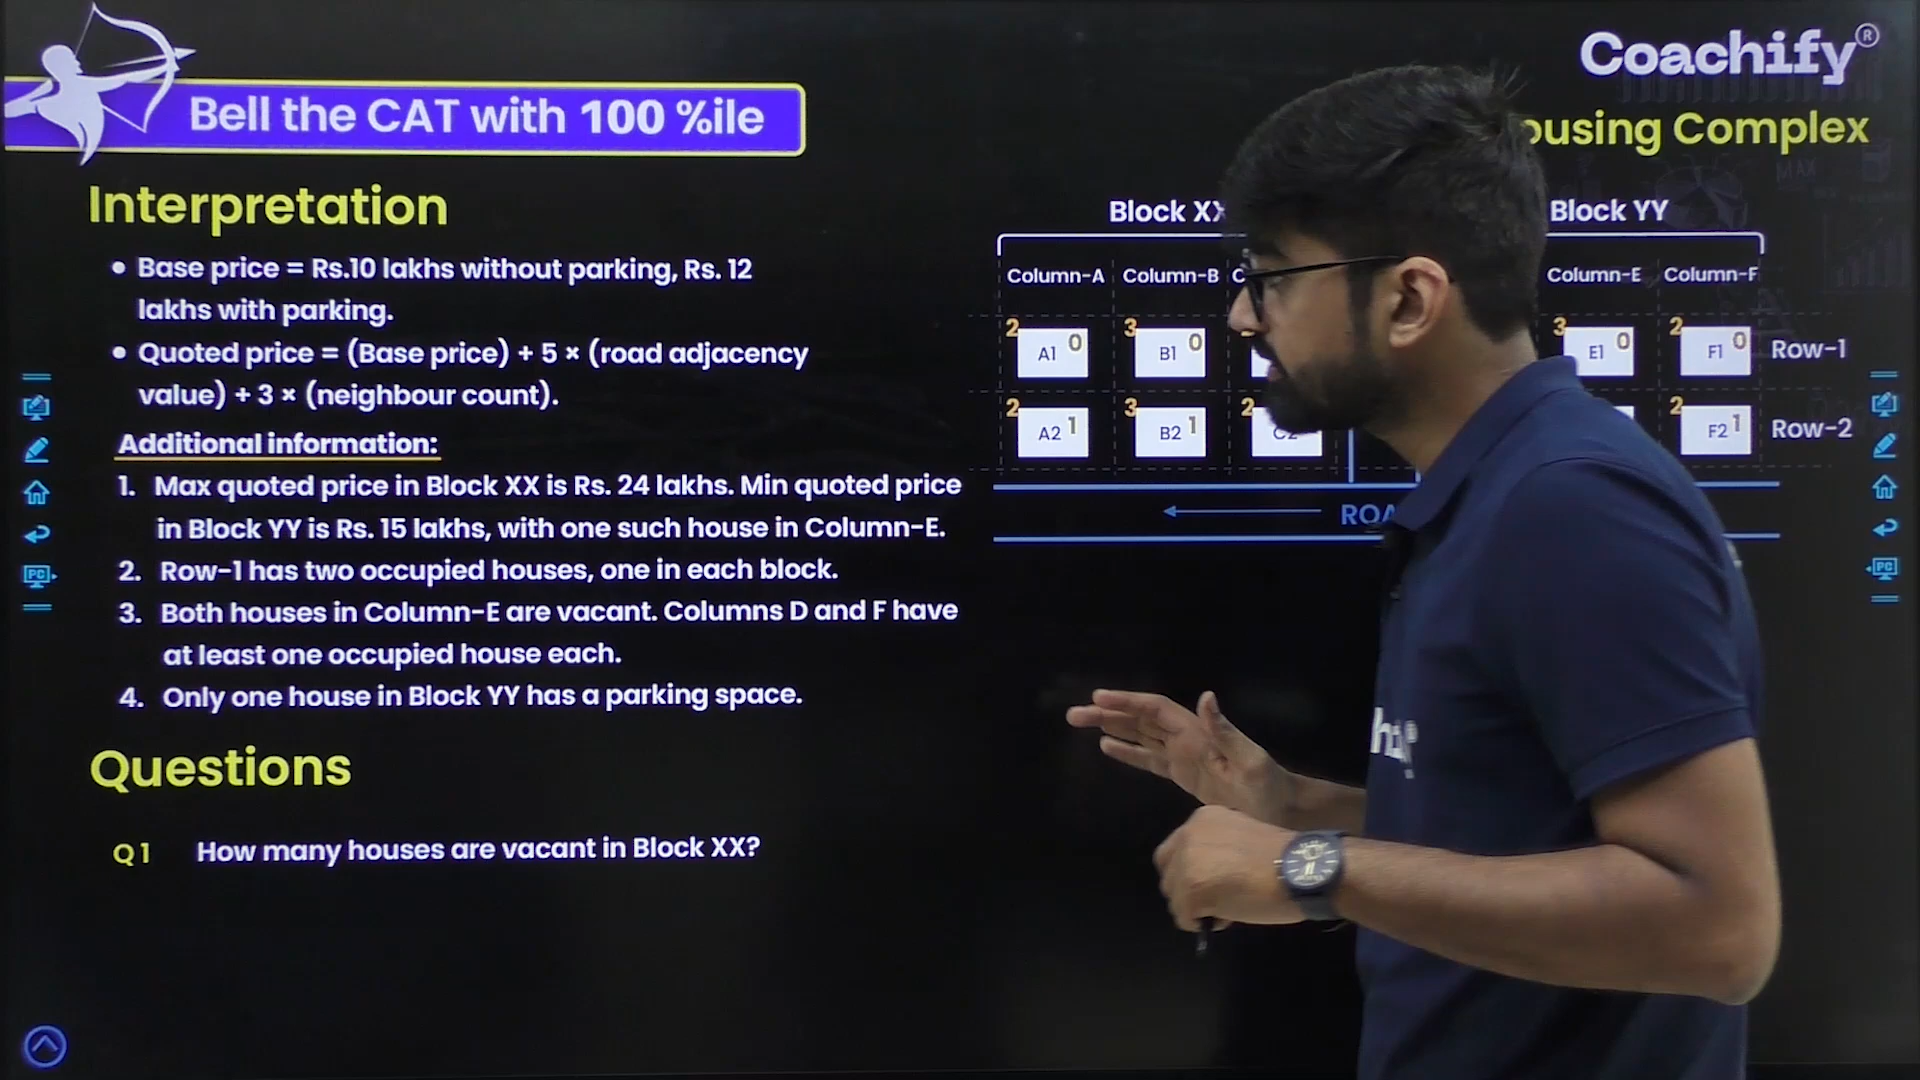 Bell the CAT with 100 %ile
Coachify®
ousing Complex
Interpretation
• Base price = Rs.10 lakhs without parking, Rs. 12
lakhs with parking.
• Quoted price = (Base price) + 5 × (road adjacency
value) + 3 × (neighbour count).
Additional information:
1. Max quoted price in Block XX is Rs. 24 lakhs. Min quoted price
in Block YY is Rs. 15 lakhs, with one such house in Column-E.
2. Row-1 has two occupied houses, one in each block.
3. Both houses in Column-E are vacant. Columns D and F have
at least one occupied house each.
4. Only one house in Block YY has a parking space.
Questions
Q1 How many houses are vacant in Block XX?
Block XX Block YY
Column-A Column-B C Column-E Column-F
2 A1 0 3 B1 0 3 E1 0 2 F1 0 Row-1
2 A2 1 3 B2 1 2 C2 2 F2 1 Row-2
ROA
PC
PC